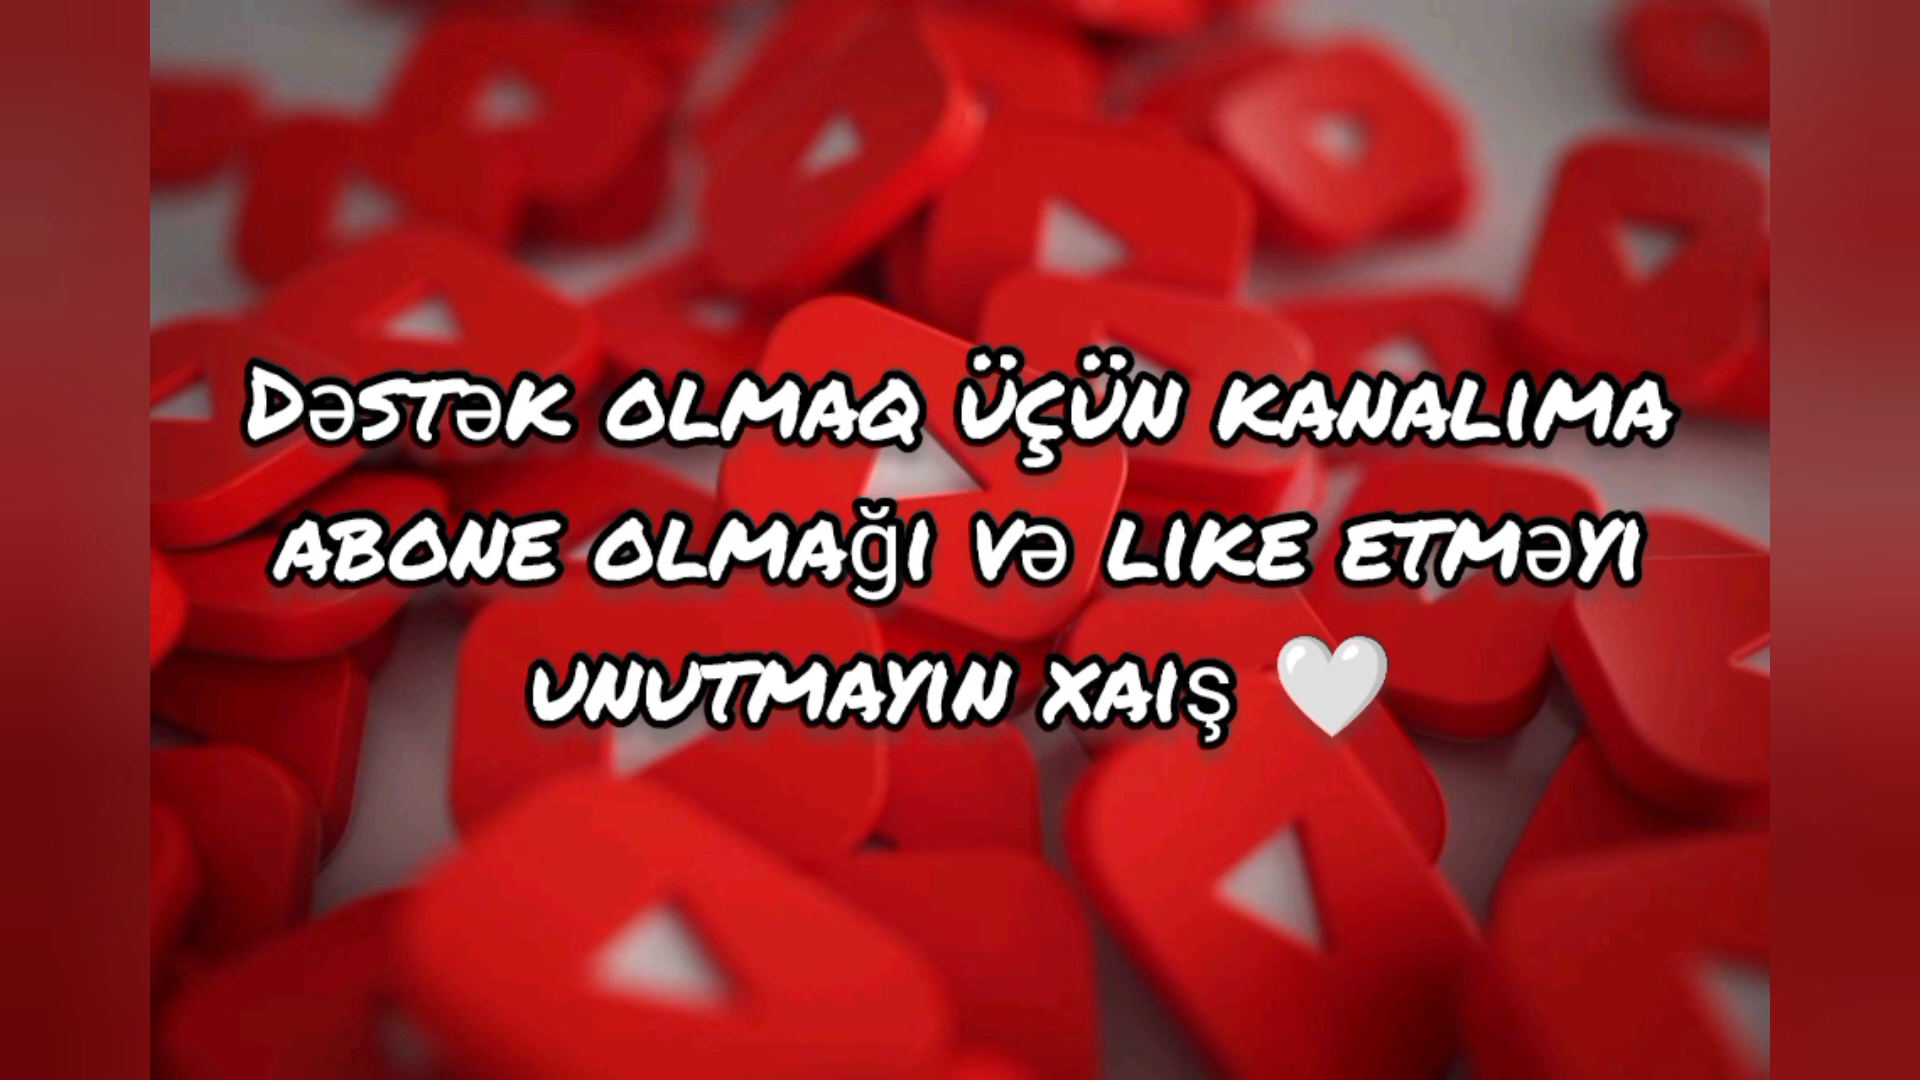 Dəstək olmaq üçün kanalıma
abone olmağı və like etməyi
unutmayın xaiş 🤍